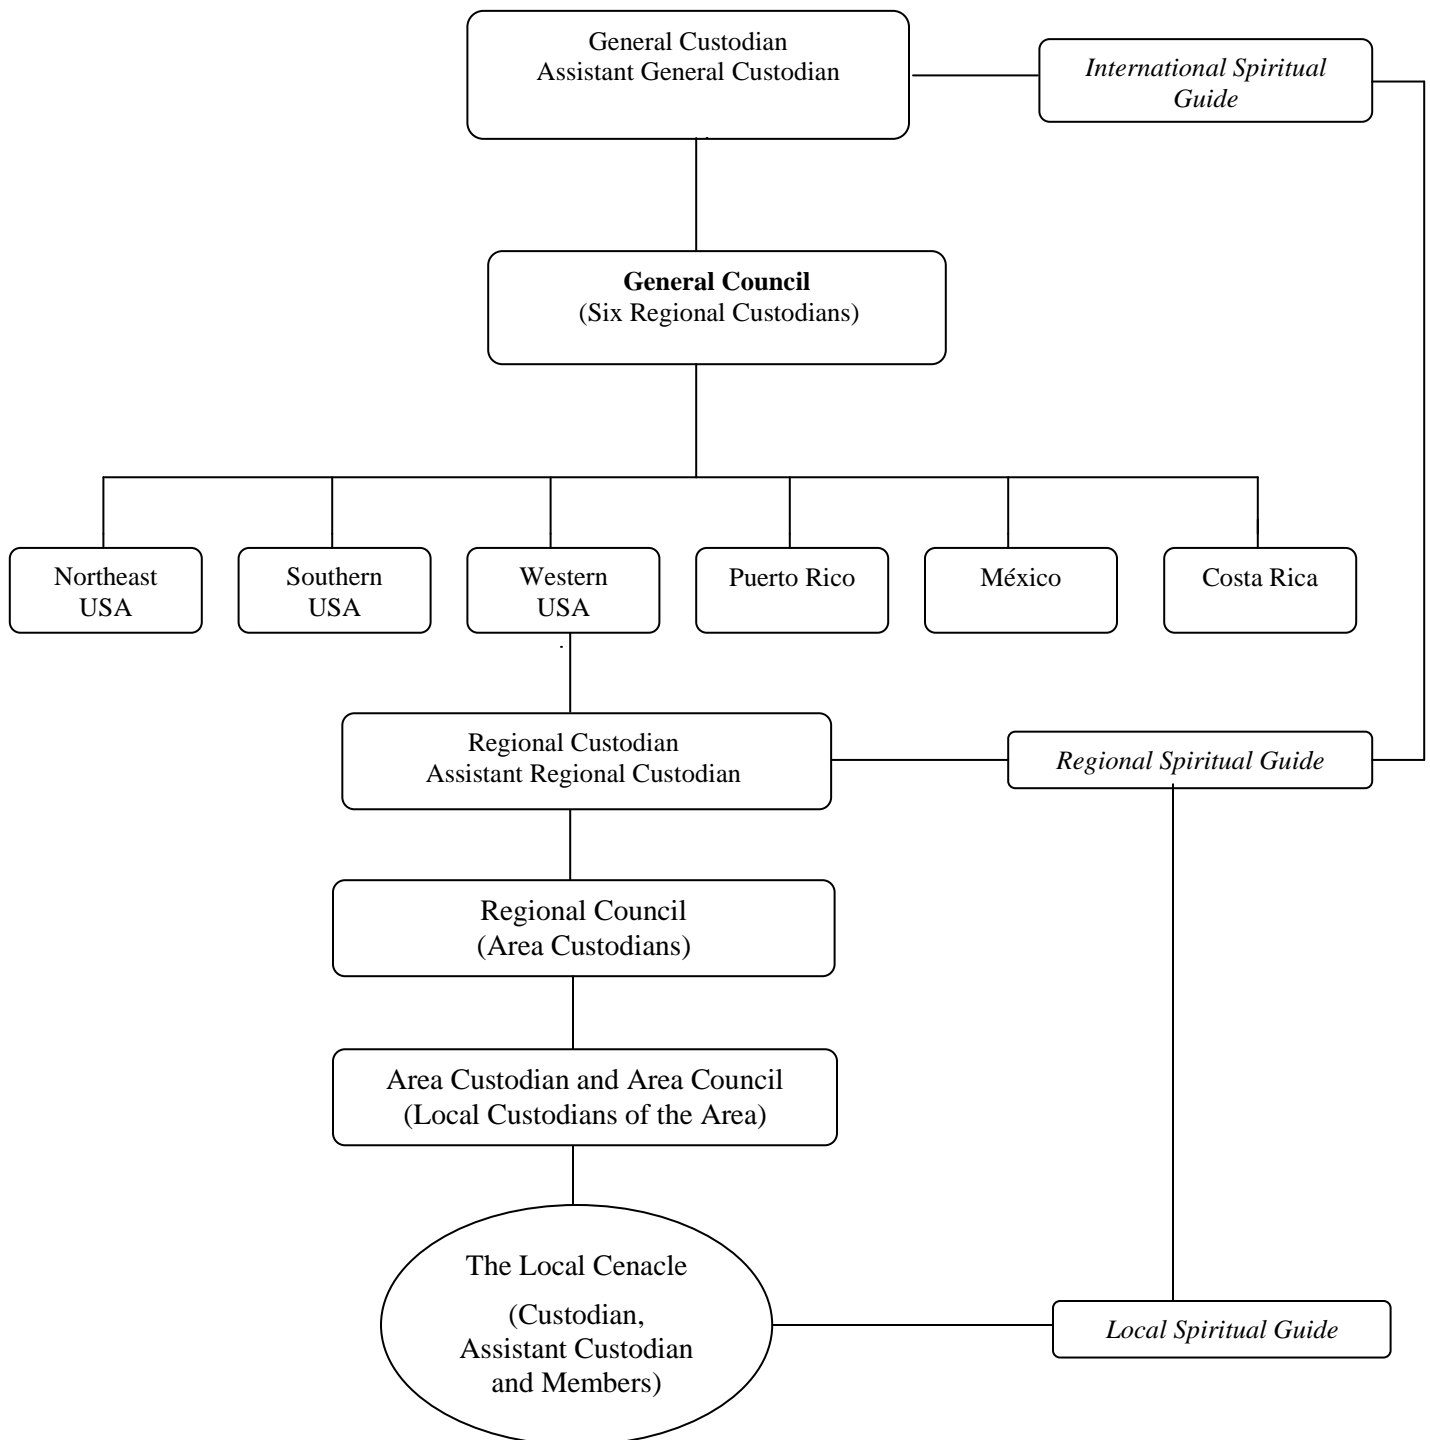 General Custodian
Assistant General Custodian
International Spiritual
Guide
General Council
(Six Regional Custodians)
Northeast
USA
Southern
USA
Western
USA
Puerto Rico
México
Costa Rica
Regional Custodian
Assistant Regional Custodian
Regional Spiritual Guide
Regional Council
(Area Custodians)
Area Custodian and Area Council
(Local Custodians of the Area)
The Local Cenacle
(Custodian,
Assistant Custodian
and Members)
Local Spiritual Guide